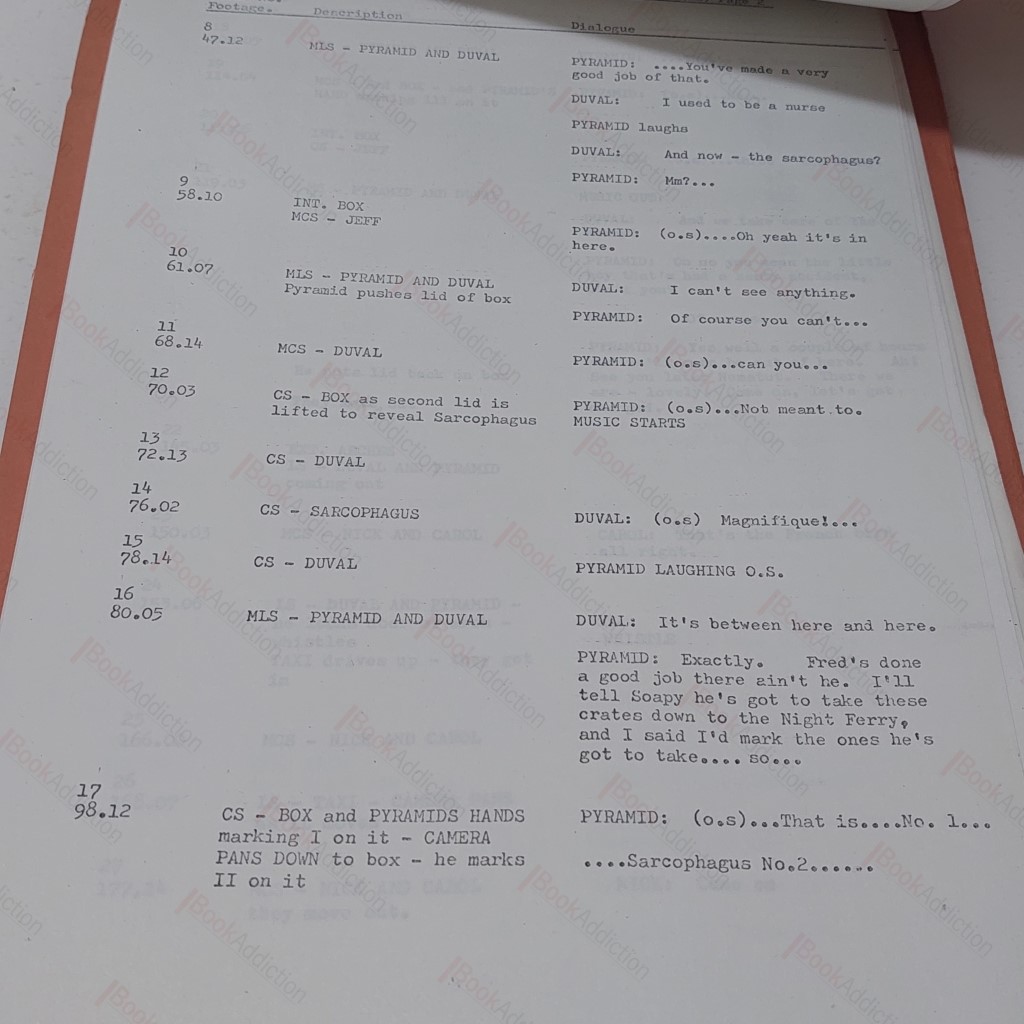 Footage. Description Dialogue
Page 2
8
47.12 MLS - PYRAMID AND DUVAL PYRAMID: ....You've made a very
good job of that.
DUVAL: I used to be a nurse
PYRAMID laughs
DUVAL: And now - the sarcophagus?
PYRAMID: Mm?...
9
58.10 INT. BOX
MCS - JEFF
PYRAMID: (o.s)....Oh yeah it's in
here.
10
61.07 MLS - PYRAMID AND DUVAL
Pyramid pushes lid of box
DUVAL: I can't see anything.
PYRAMID: Of course you can't...
11
68.14 MCS - DUVAL
PYRAMID: (o.s)...can you...
12
70.03 CS - BOX as second lid is
lifted to reveal Sarcophagus
PYRAMID: (o.s)...Not meant to.
MUSIC STARTS
13
72.13 CS - DUVAL
14
76.02 CS - SARCOPHAGUS
DUVAL: (o.s) Magnifique!...
15
78.14 CS - DUVAL
PYRAMID LAUGHING O.S.
16
80.05 MLS - PYRAMID AND DUVAL
DUVAL: It's between here and here.
PYRAMID: Exactly. Fred's done
a good job there ain't he. I'll
tell Soapy he's got to take these
crates down to the Night Ferry,
and I said I'd mark the ones he's
got to take.... so...
17
98.12 CS - BOX and PYRAMIDS HANDS
marking I on it - CAMERA
PANS DOWN to box - he marks
II on it
PYRAMID: (o.s)...That is....No. 1...
....Sarcophagus No.2......
BookAddiction